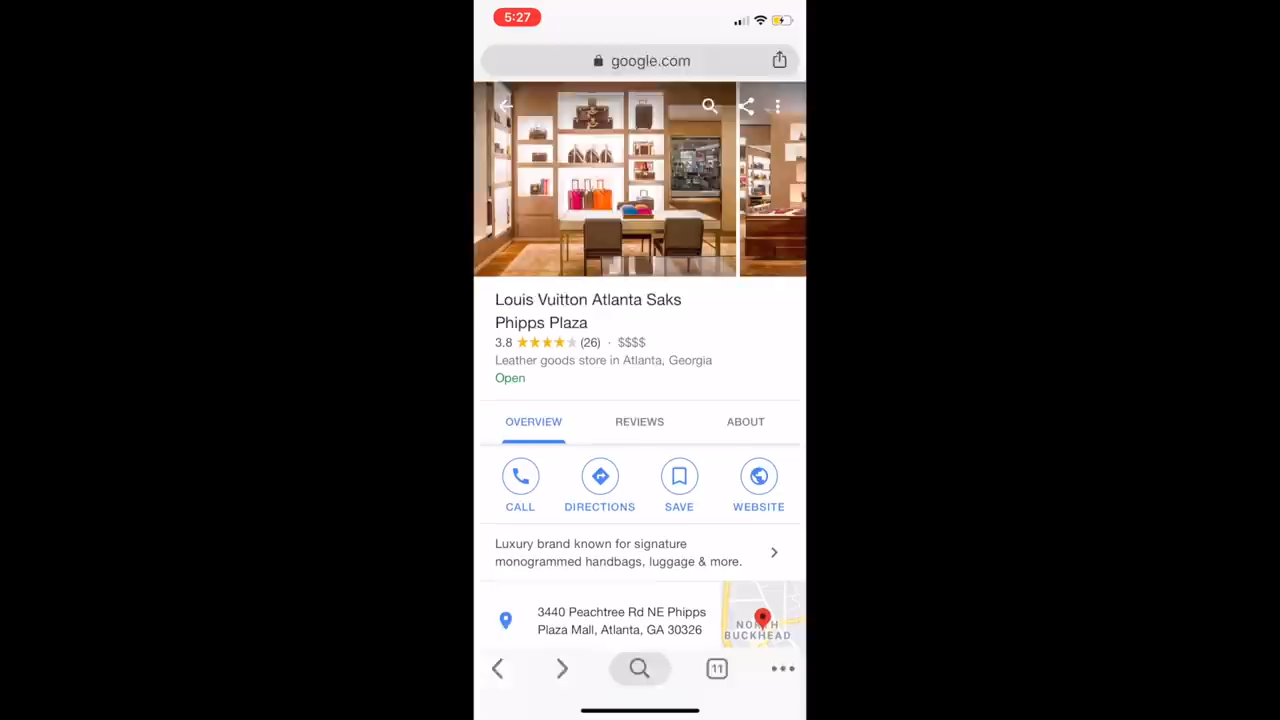 5:27
google.com
Louis Vuitton Atlanta Saks
Phipps Plaza
3.8 (26) · $$$$
Leather goods store in Atlanta, Georgia
Open
OVERVIEW REVIEWS ABOUT
CALL DIRECTIONS SAVE WEBSITE
Luxury brand known for signature
monogrammed handbags, luggage & more.
3440 Peachtree Rd NE Phipps
Plaza Mall, Atlanta, GA 30326
NORTH
BUCKHEAD
11